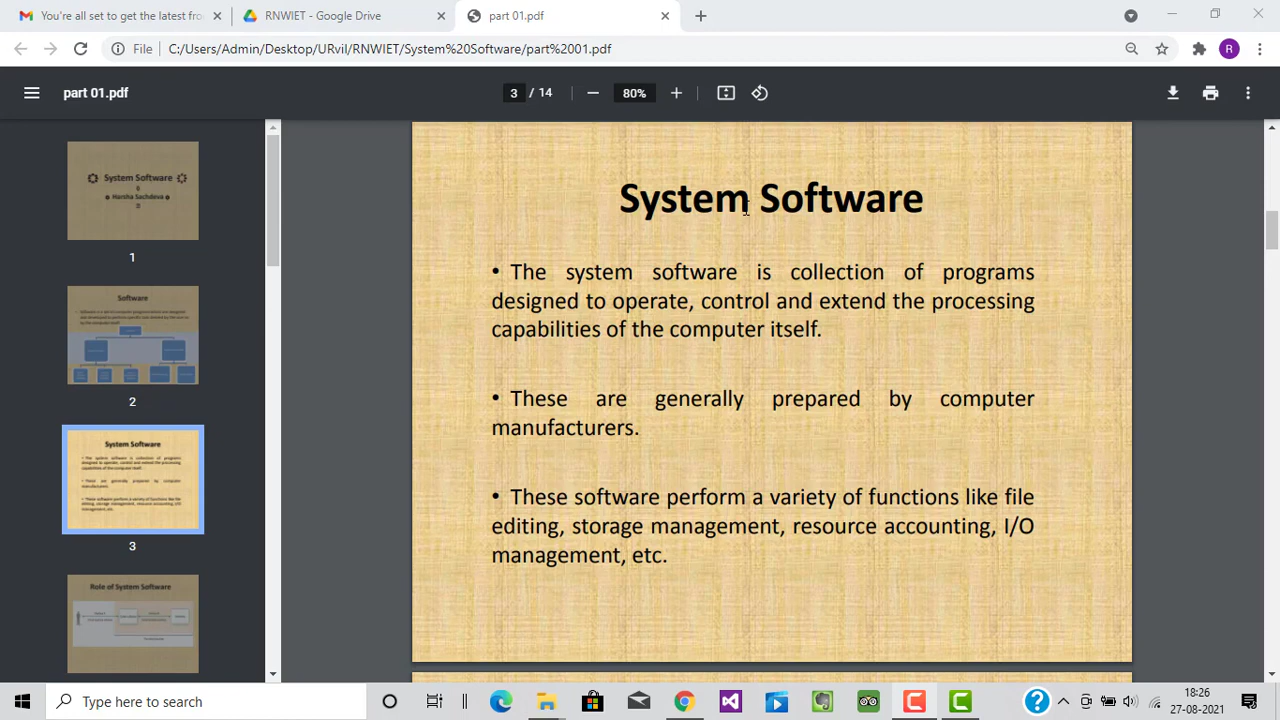 You're all set to get the latest fro
RNWIET - Google Drive
part 01.pdf
File
C:/Users/Admin/Desktop/URvil/RNWIET/System%20Software/part%2001.pdf
R
part 01.pdf
3 / 14
80%
System Software
Harsha Sachdeva
1
Software
2
System Software
3
Role of System Software
System Software
• The system software is collection of programs
designed to operate, control and extend the processing
capabilities of the computer itself.
• These are generally prepared by computer
manufacturers.
• These software perform a variety of functions like file
editing, storage management, resource accounting, I/O
management, etc.
Type here to search
18:26
27-08-2021